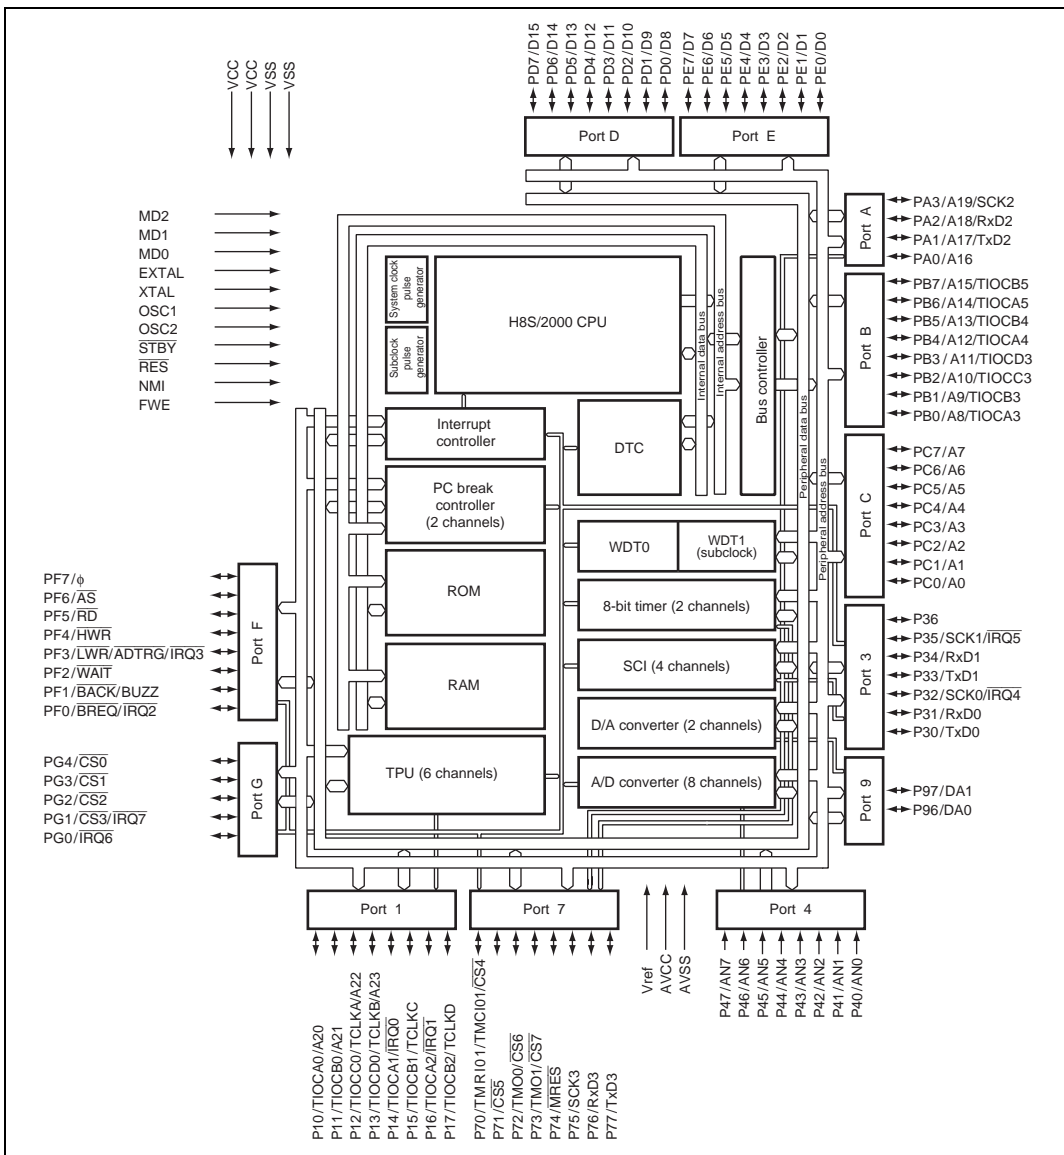 VCC
VCC
VSS
VSS
PD7/D15
PD6/D14
PD5/D13
PD4/D12
PD3/D11
PD2/D10
PD1/D9
PD0/D8
PE7/D7
PE6/D6
PE5/D5
PE4/D4
PE3/D3
PE2/D2
PE1/D1
PE0/D0
Port D
Port E
MD2
MD1
MD0
EXTAL
XTAL
OSC1
OSC2
STBY
RES
NMI
FWE
System clock
pulse
generator
Subclock
pulse
generator
H8S/2000 CPU
Interrupt
controller
PC break
controller
(2 channels)
ROM
RAM
TPU (6 channels)
DTC
Internal data bus
Internal address bus
Bus controller
Peripheral data bus
Peripheral address bus
WDT0
WDT1
(subclock)
8-bit timer (2 channels)
SCI (4 channels)
D/A converter (2 channels)
A/D converter (8 channels)
Port A
PA3/A19/SCK2
PA2/A18/RxD2
PA1/A17/TxD2
PA0/A16
Port B
PB7/A15/TIOCB5
PB6/A14/TIOCA5
PB5/A13/TIOCB4
PB4/A12/TIOCA4
PB3 /A11/TIOCD3
PB2/A10/TIOCC3
PB1/A9/TIOCB3
PB0/A8/TIOCA3
Port C
PC7/A7
PC6/A6
PC5/A5
PC4/A4
PC3/A3
PC2/A2
PC1/A1
PC0/A0
Port 3
P36
P35/SCK1/IRQ5
P34/RxD1
P33/TxD1
P32/SCK0/IRQ4
P31/RxD0
P30/TxD0
Port 9
P97/DA1
P96/DA0
PF7/ϕ
PF6/AS
PF5/RD
PF4/HWR
PF3/LWR/ADTRG/IRQ3
PF2/WAIT
PF1/BACK/BUZZ
PF0/BREQ/IRQ2
Port F
PG4/CS0
PG3/CS1
PG2/CS2
PG1/CS3/IRQ7
PG0/IRQ6
Port G
Port 1
Port 7
Port 4
P10/TIOCA0/A20
P11/TIOCB0/A21
P12/TIOCC0/TCLKA/A22
P13/TIOCD0/TCLKB/A23
P14/TIOCA1/IRQ0
P15/TIOCB1/TCLKC
P16/TIOCA2/IRQ1
P17/TIOCB2/TCLKD
P70/TMRI01/TMCI01/CS4
P71/CS5
P72/TMO0/CS6
P73/TMO1/CS7
P74/MRES
P75/SCK3
P76/RxD3
P77/TxD3
Vref
AVCC
AVSS
P47/AN7
P46/AN6
P45/AN5
P44/AN4
P43/AN3
P42/AN2
P41/AN1
P40/AN0